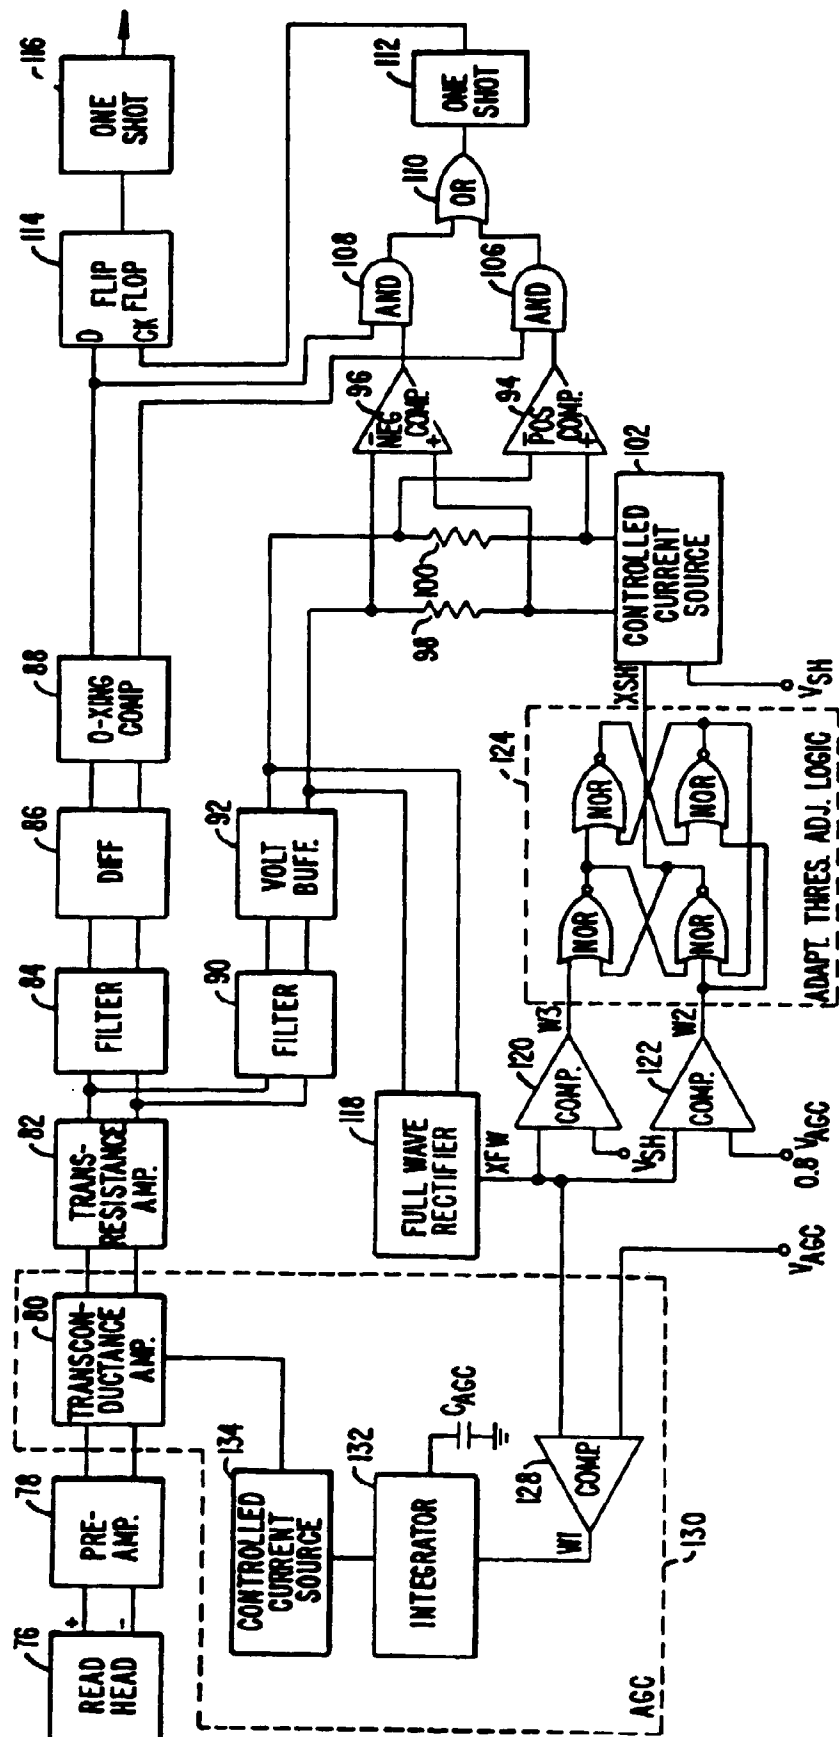 76
READ
HEAD
+
-
78
PRE-
AMP.
80
TRANSCON-
DUCTANCE
AMP.
82
TRANS-
RESISTANCE
AMP.
84
FILTER
86
DIFF
88
O-XING
COMP
114
D
FLIP
FLOP
CK
116
ONE
SHOT
90
FILTER
92
VOLT
BUFF.
98
100
96
-
NEG
COMP.
+
94
-
POS
COMP.
+
108
AND
106
AND
110
OR
112
ONE
SHOT
102
CONTROLLED
CURRENT
SOURCE
XSH
VSH
134
CONTROLLED
CURRENT
SOURCE
132
INTEGRATOR
CAGC
128
COMP
W1
AGC
130
118
FULL WAVE
RECTIFIER
XFW
120
COMP.
W3
VSH
122
COMP.
W2
0.8 VAGC
VAGC
124
NOR
NOR
NOR
NOR
ADAPT. THRES. ADJ. LOGIC